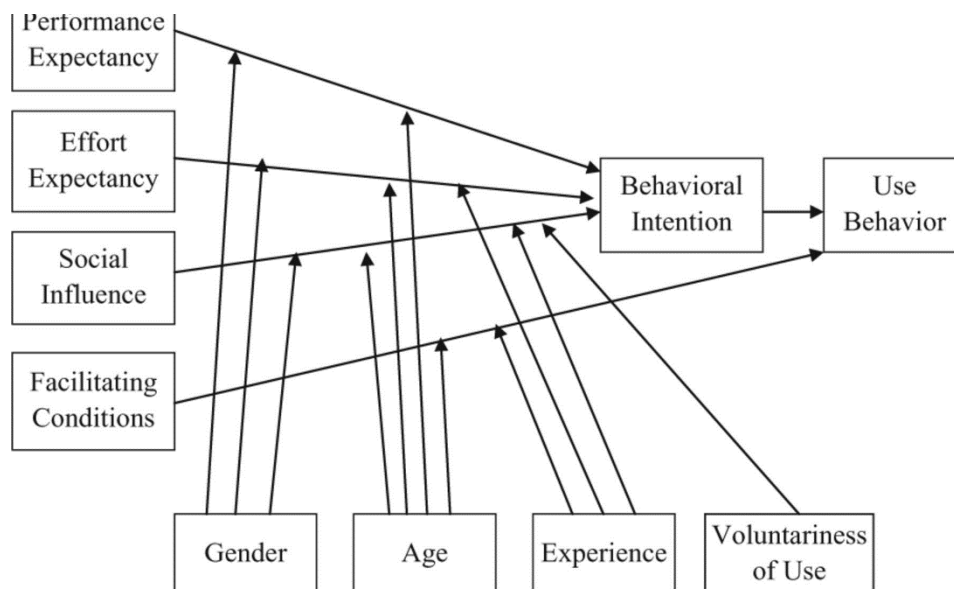 Performance
Expectancy
Effort
Expectancy
Social
Influence
Facilitating
Conditions
Behavioral
Intention
Use
Behavior
Gender
Age
Experience
Voluntariness
of Use